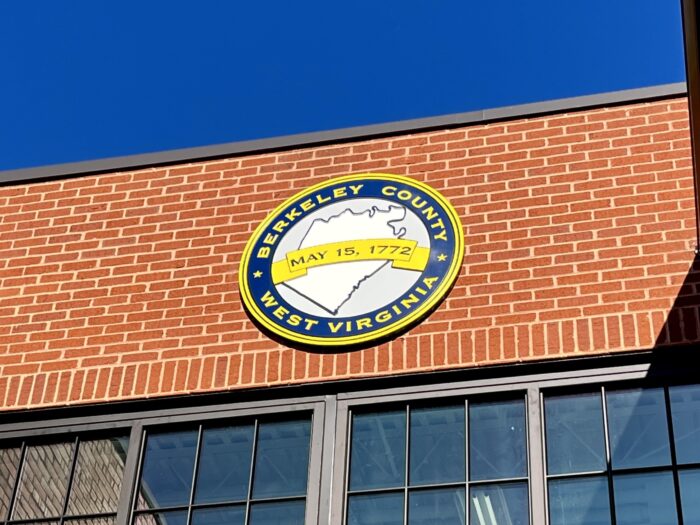 BERKELEY COUNTY
MAY 15, 1772
WEST VIRGINIA